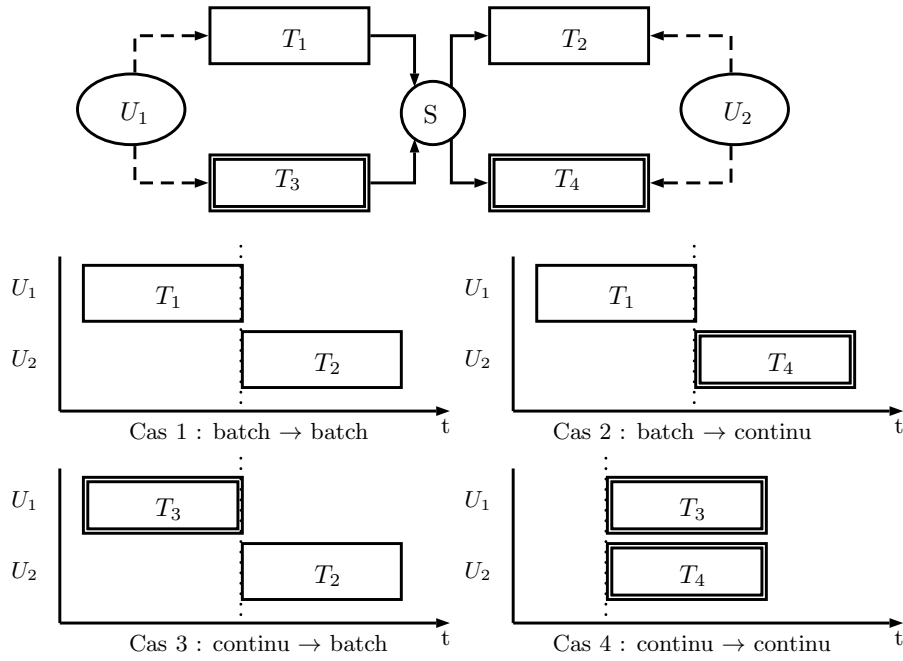 T1 T2
U1 S U2
T3 T4
U1 T1
U2 T2
t
Cas 1 : batch → batch
U1 T1
U2 T4
t
Cas 2 : batch → continu
U1 T3
U2 T2
t
Cas 3 : continu → batch
U1 T3
U2 T4
t
Cas 4 : continu → continu